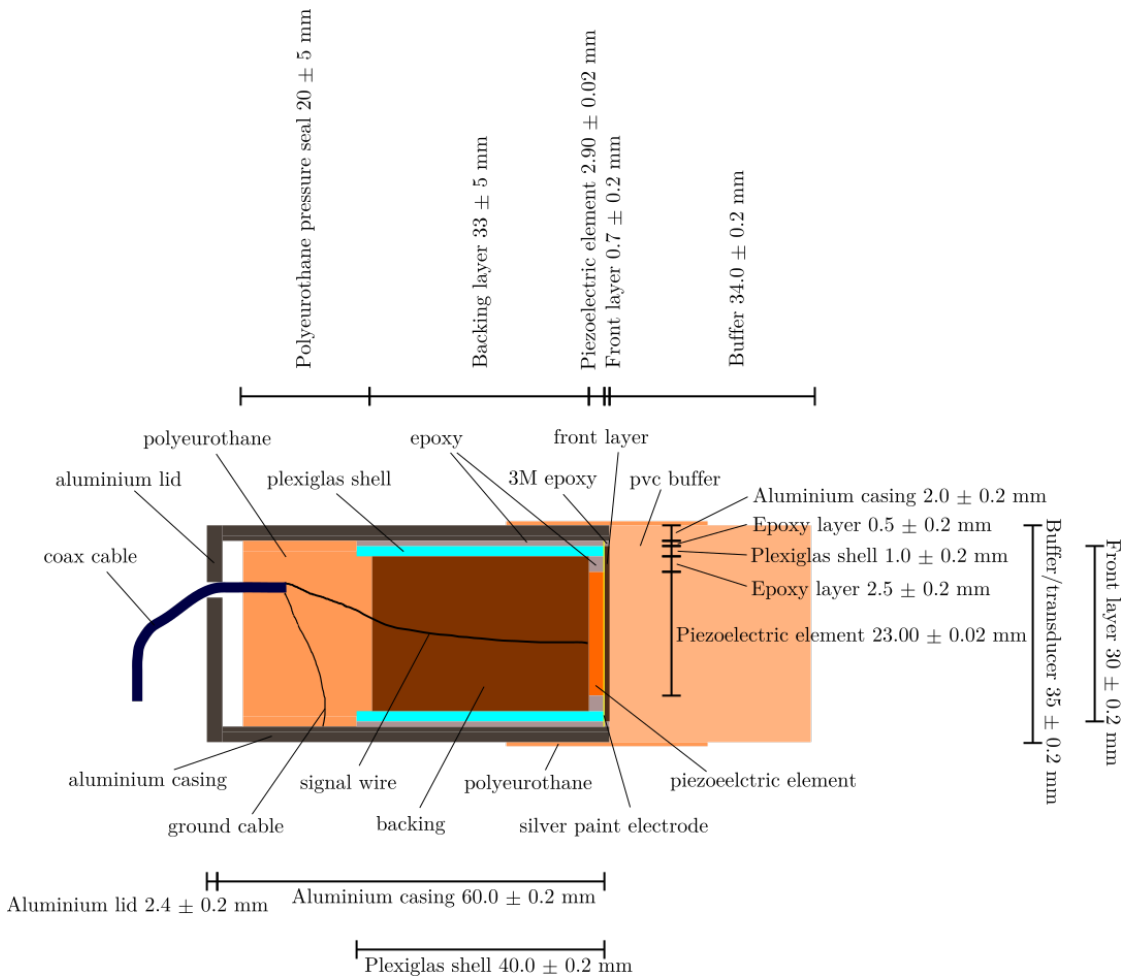 Polyeurothane pressure seal 20 ± 5 mm
Backing layer 33 ± 5 mm
Piezoelectric element 2.90 ± 0.02 mm
Front layer 0.7 ± 0.2 mm
Buffer 34.0 ± 0.2 mm
polyeurothane
epoxy
front layer
aluminium lid
plexiglas shell
3M epoxy
pvc buffer
Aluminium casing 2.0 ± 0.2 mm
Epoxy layer 0.5 ± 0.2 mm
Plexiglas shell 1.0 ± 0.2 mm
Epoxy layer 2.5 ± 0.2 mm
Piezoelectric element 23.00 ± 0.02 mm
Buffer/transducer 35 ± 0.2 mm
Front layer 30 ± 0.2 mm
coax cable
aluminium casing
signal wire
polyeurothane
piezoeelctric element
ground cable
backing
silver paint electrode
Aluminium lid 2.4 ± 0.2 mm
Aluminium casing 60.0 ± 0.2 mm
Plexiglas shell 40.0 ± 0.2 mm